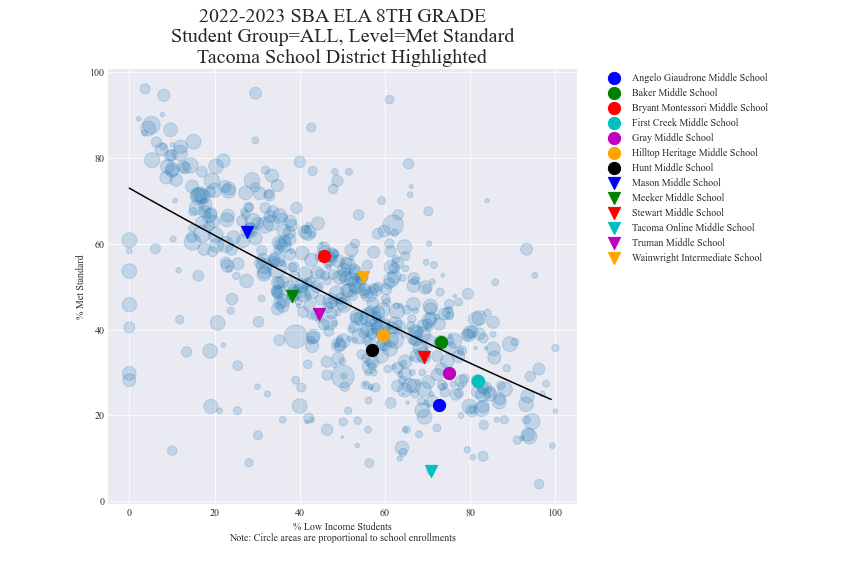 2022-2023 SBA ELA 8TH GRADE
Student Group=ALL, Level=Met Standard
Tacoma School District Highlighted
100
80
60
40
20
0
% Met Standard
0 20 40 60 80 100
% Low Income Students
Note: Circle areas are proportional to school enrollments
Angelo Giaudrone Middle School
Baker Middle School
Bryant Montessori Middle School
First Creek Middle School
Gray Middle School
Hilltop Heritage Middle School
Hunt Middle School
Mason Middle School
Meeker Middle School
Stewart Middle School
Tacoma Online Middle School
Truman Middle School
Wainwright Intermediate School